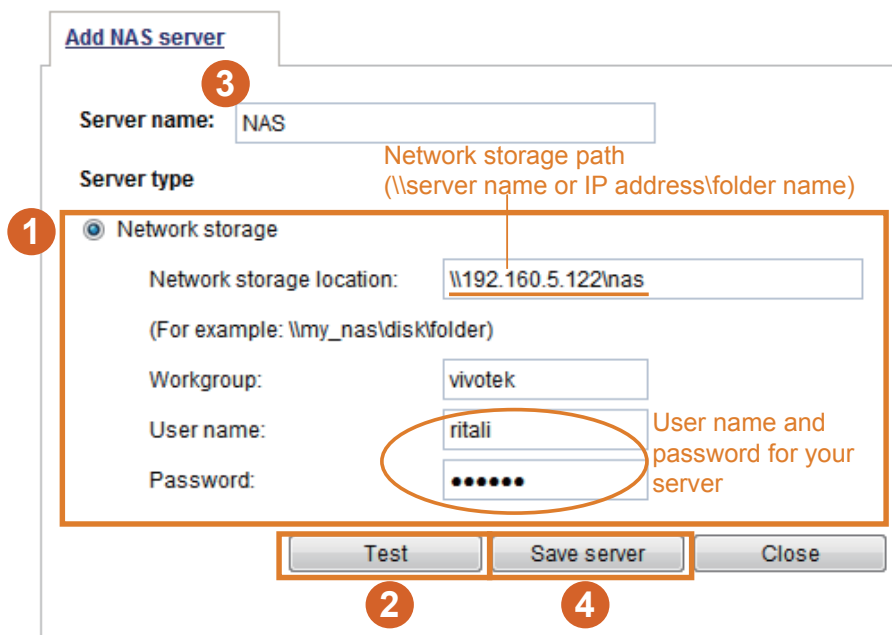 Add NAS server
3
Server name: NAS
Network storage path
(\\server name or IP address\folder name)
Server type
1
Network storage
Network storage location: \\192.160.5.122\nas
(For example: \\my_nas\disk\folder)
Workgroup: vivotek
User name: ritali
Password: ●●●●●●
User name and
password for your
server
Test Save server Close
2 4